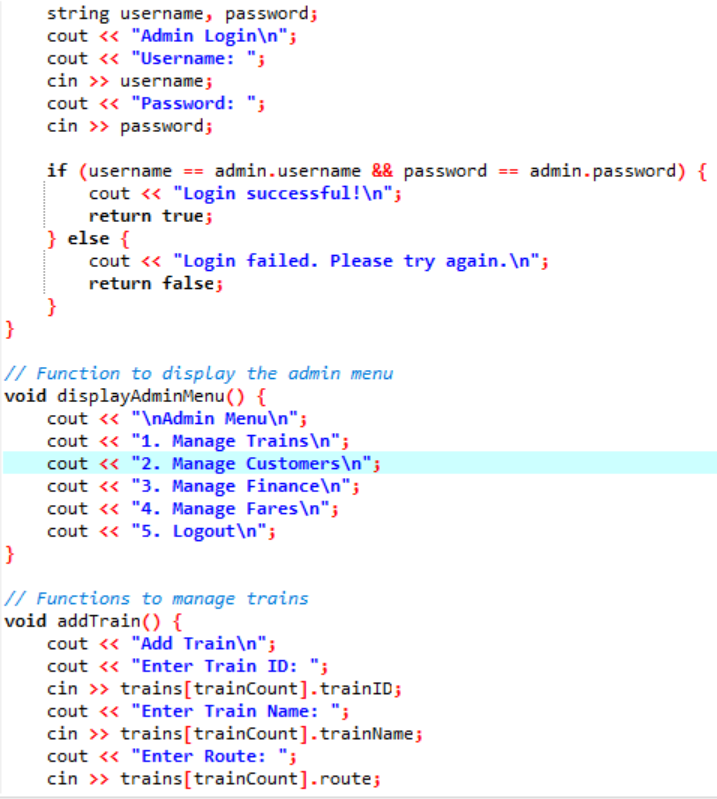 string username, password;
cout << "Admin Login\n";
cout << "Username: ";
cin >> username;
cout << "Password: ";
cin >> password;
if (username == admin.username && password == admin.password) {
cout << "Login successful!\n";
return true;
} else {
cout << "Login failed. Please try again.\n";
return false;
}
}
// Function to display the admin menu
void displayAdminMenu() {
cout << "\nAdmin Menu\n";
cout << "1. Manage Trains\n";
cout << "2. Manage Customers\n";
cout << "3. Manage Finance\n";
cout << "4. Manage Fares\n";
cout << "5. Logout\n";
}
// Functions to manage trains
void addTrain() {
cout << "Add Train\n";
cout << "Enter Train ID: ";
cin >> trains[trainCount].trainID;
cout << "Enter Train Name: ";
cin >> trains[trainCount].trainName;
cout << "Enter Route: ";
cin >> trains[trainCount].route;